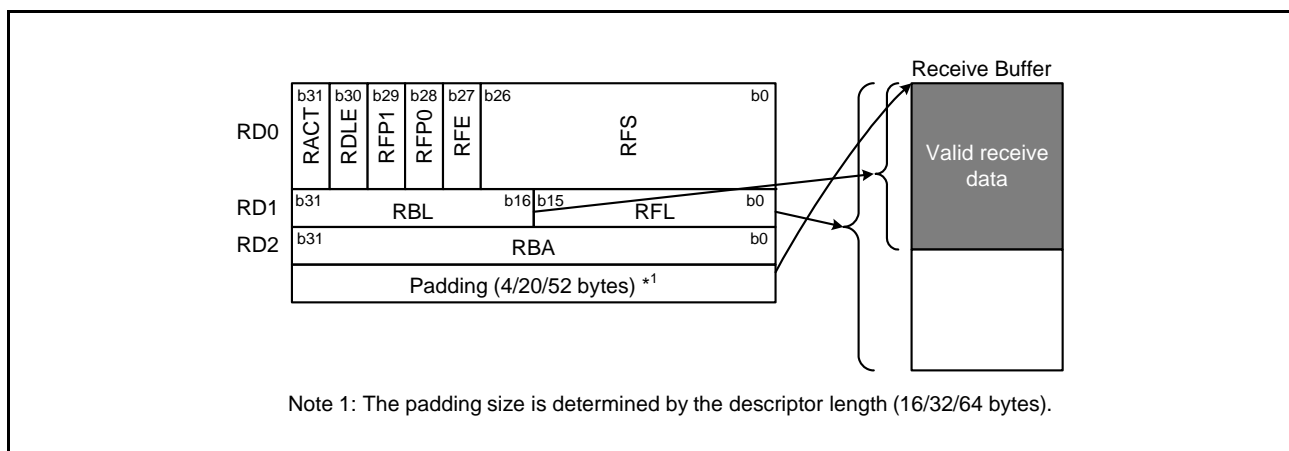 Receive Buffer
b31 b30 b29 b28 b27 b26 b0
RD0 RACT RDLE RFP1 RFP0 RFE RFS
Valid receive
data
RD1 b31 RBL b16 b15 RFL b0
RD2 b31 RBA b0
Padding (4/20/52 bytes) *1
Note 1: The padding size is determined by the descriptor length (16/32/64 bytes).